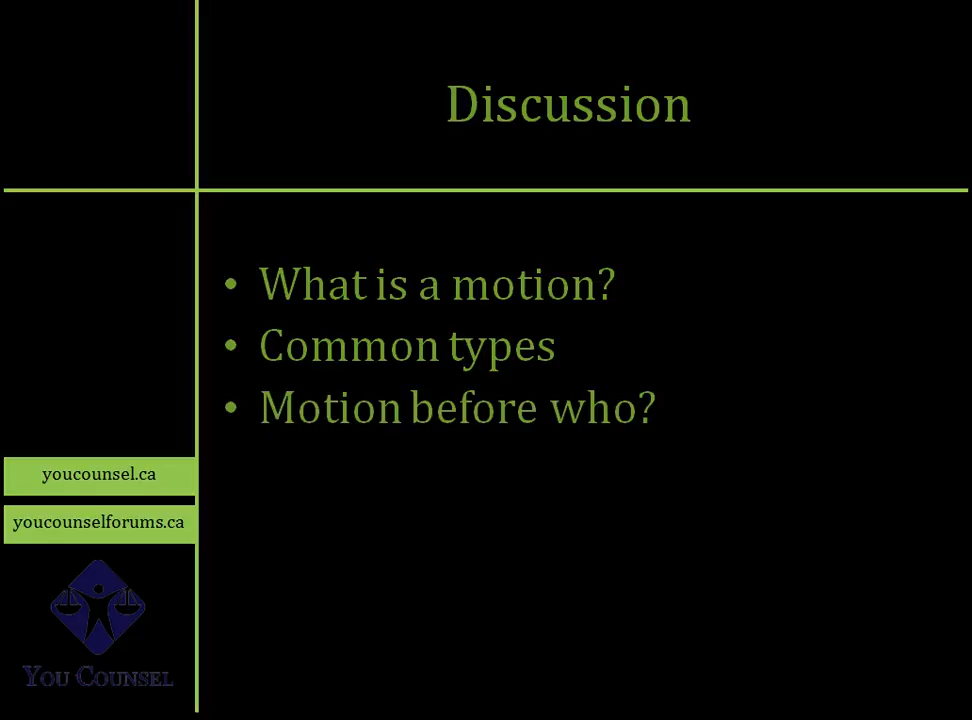 Discussion
• What is a motion?
• Common types
• Motion before who?
youcounsel.ca
youcounselforums.ca
YOU COUNSEL